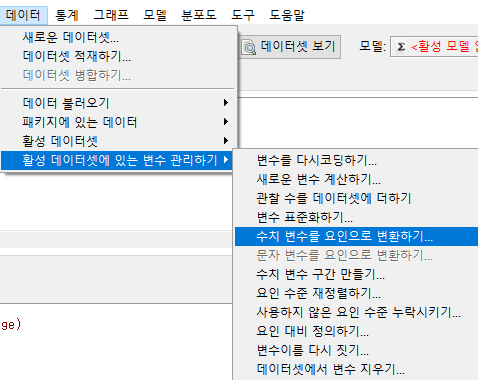 데이터 통계 그래프 모델 분포도 도구 도움말
새로운 데이터셋...
데이터셋 적재하기...
데이터셋 병합하기...
데이터셋 보기
모델: Σ <활성 모델
데이터 불러오기
패키지에 있는 데이터
활성 데이터셋
활성 데이터셋에 있는 변수 관리하기
변수를 다시코딩하기...
새로운 변수 계산하기...
관찰 수를 데이터셋에 더하기
변수 표준화하기...
수치 변수를 요인으로 변환하기...
문자 변수를 요인으로 변환하기...
수치 변수 구간 만들기...
요인 수준 재정렬하기...
사용하지 않은 요인 수준 누락시키기...
요인 대비 정의하기...
변수이름 다시 짓기...
데이터셋에서 변수 지우기...
ge)